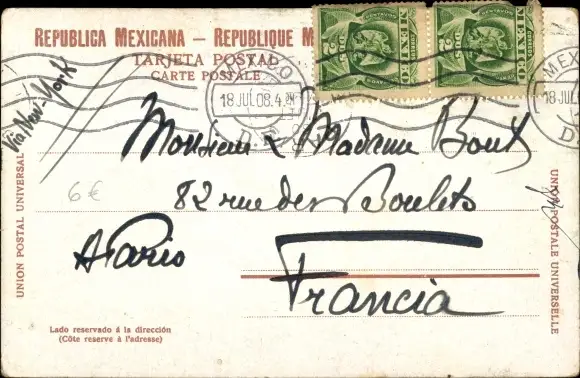 REPUBLICA MEXICANA — REPUBLIQUE M
TARJETA POSTAL
CARTE POSTALE
Via New-York
18 JUL 08. 4.
D.F.
MEX
18 JUL
D.
Monsieur & Madame Bout
82 rue des Boulets
A Paris
Francia
6 €
UNION POSTAL UNIVERSAL
UNION POSTALE UNIVERSELLE
Lado reservado á la dirección
(Côte reserve à l'adresse)